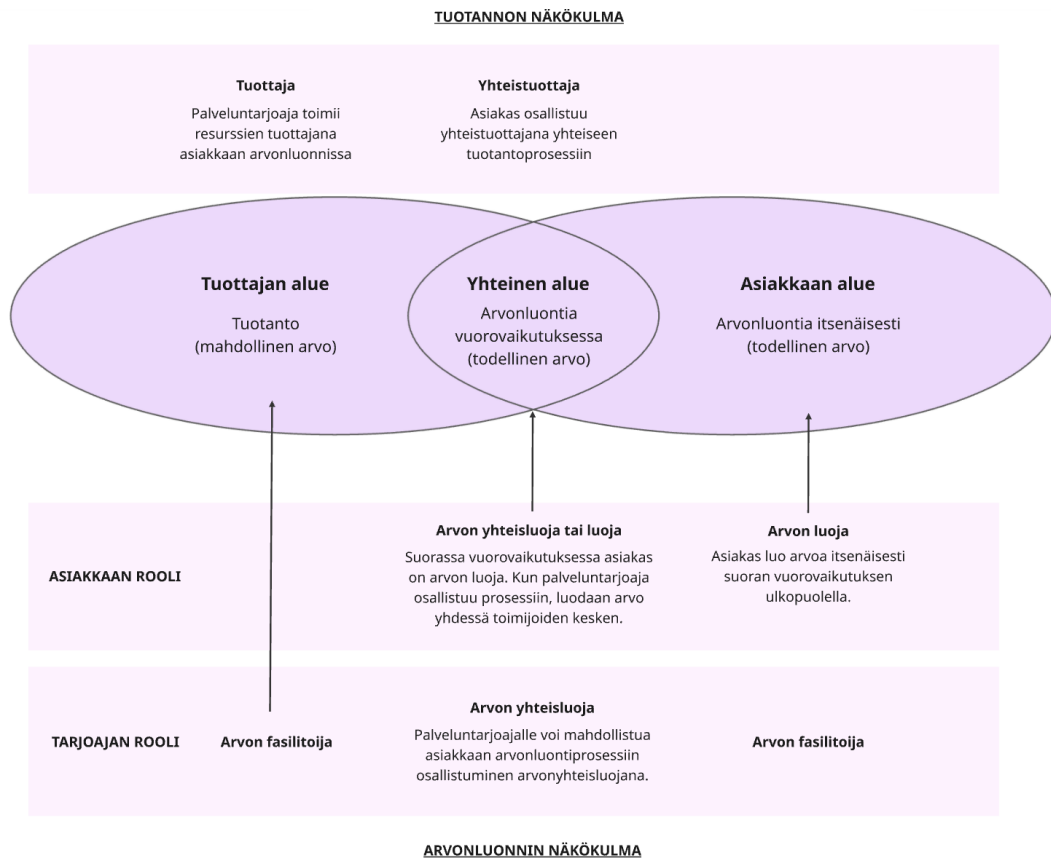 TUOTANNON NÄKÖKULMA
Tuottaja
Palveluntarjoaja toimii
resurssien tuottajana
asiakkaan arvonluonnissa
Yhteistuottaja
Asiakas osallistuu
yhteistuottajana yhteiseen
tuotantoprosessiin
Tuottajan alue
Tuotanto
(mahdollinen arvo)
Yhteinen alue
Arvonluontia
vuorovaikutuksessa
(todellinen arvo)
Asiakkaan alue
Arvonluontia itsenäisesti
(todellinen arvo)
ASIAKKAAN ROOLI
Arvon yhteisluoja tai luoja
Suorassa vuorovaikutuksessa asiakas
on arvon luoja. Kun palveluntarjoaja
osallistuu prosessiin, luodaan arvo
yhdessä toimijoiden kesken.
Arvon luoja
Asiakas luo arvoa itsenäisesti
suoran vuorovaikutuksen
ulkopuolella.
TARJOAJAN ROOLI
Arvon fasilitoija
Arvon yhteisluoja
Palveluntarjoajalle voi mahdollistua
asiakkaan arvonluontiprosessiin
osallistuminen arvonyhteisluojana.
Arvon fasilitoija
ARVONLUONNIN NÄKÖKULMA